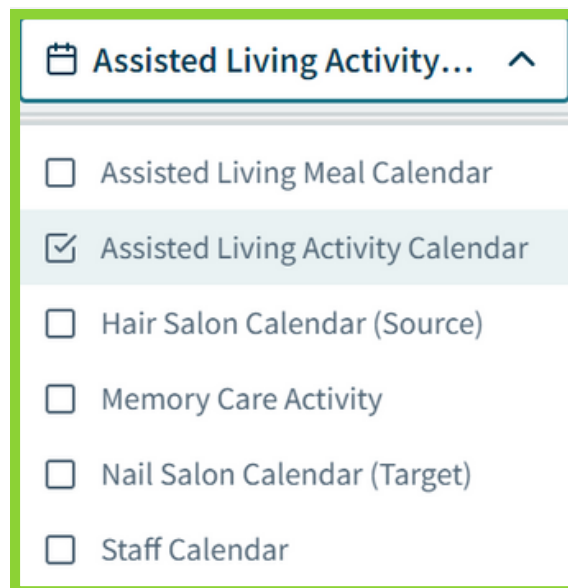 Assisted Living Activity...
Assisted Living Meal Calendar
Assisted Living Activity Calendar
Hair Salon Calendar (Source)
Memory Care Activity
Nail Salon Calendar (Target)
Staff Calendar